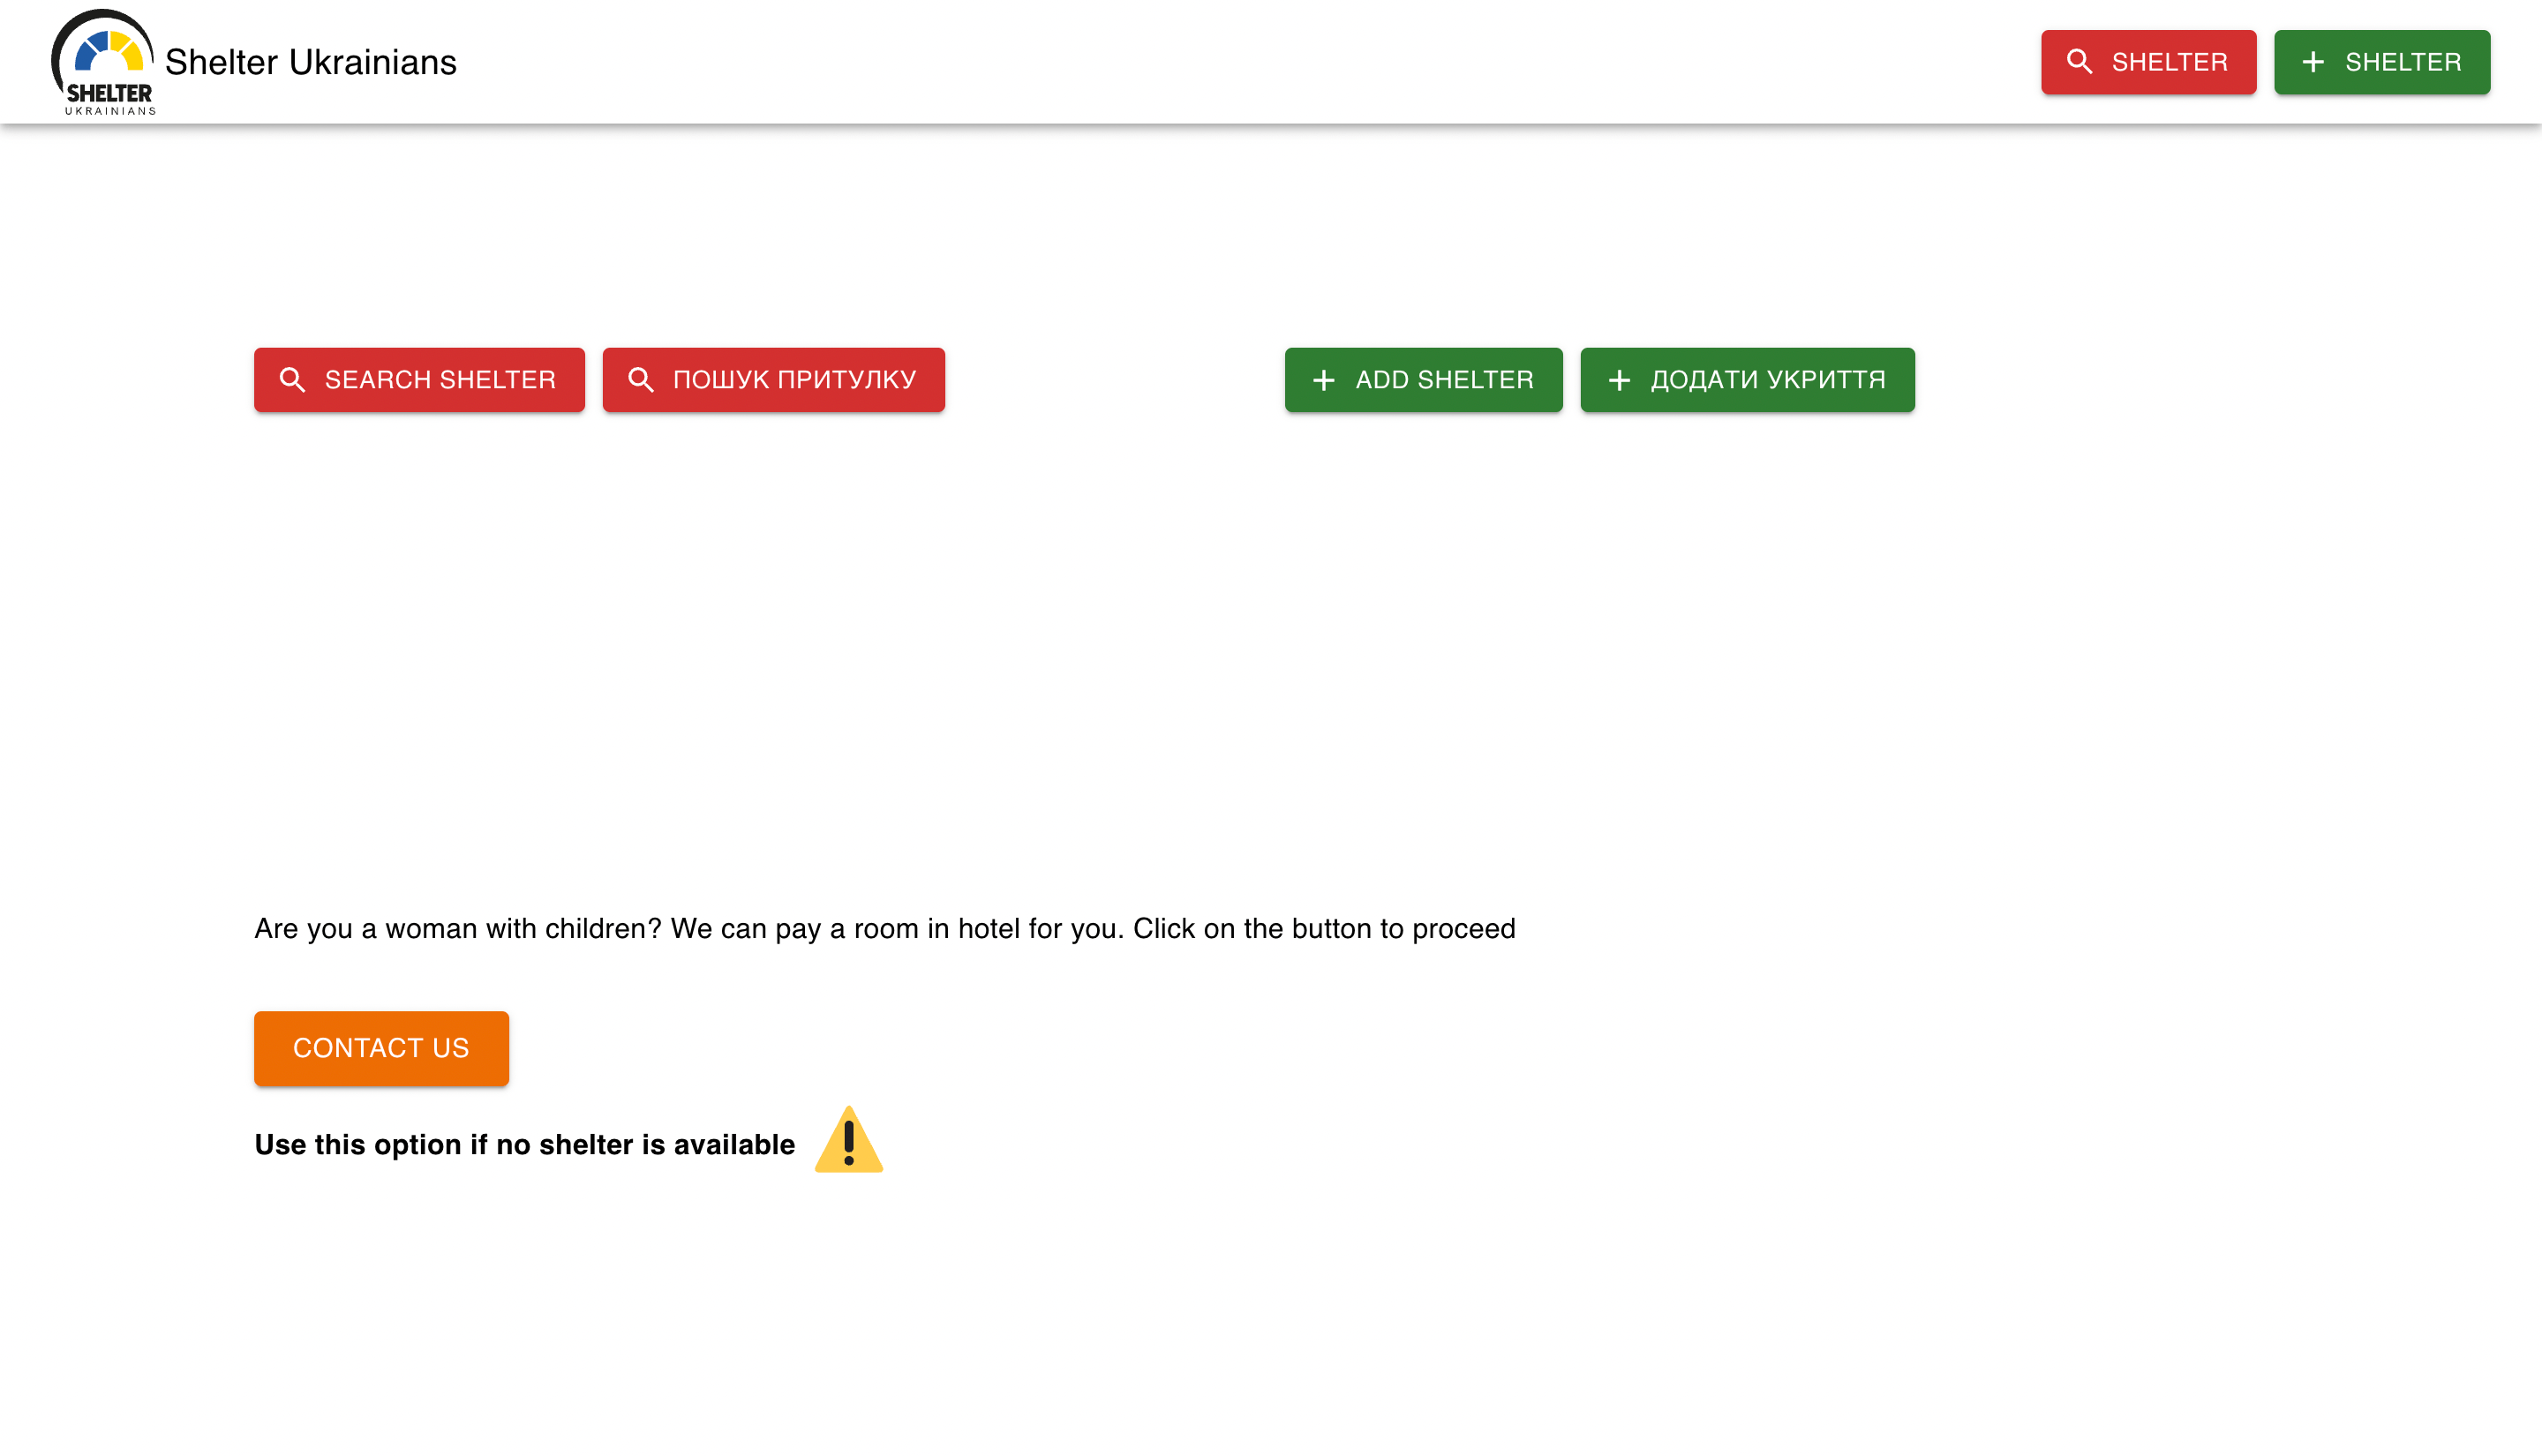 SHELTER
UKRAINIANS
Shelter Ukrainians
SHELTER
SHELTER
SEARCH SHELTER
ПОШУК ПРИТУЛКУ
ADD SHELTER
ДОДАТИ УКРИТТЯ
Are you a woman with children? We can pay a room in hotel for you. Click on the button to proceed
CONTACT US
Use this option if no shelter is available